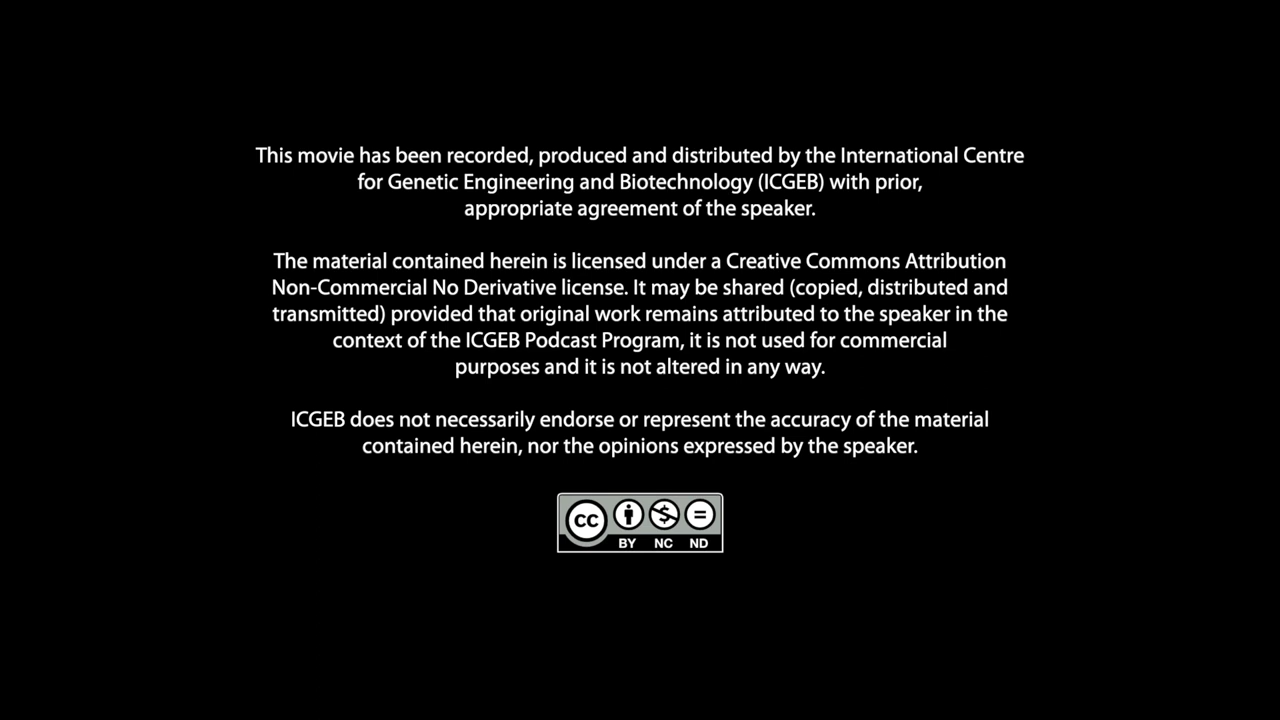 This movie has been recorded, produced and distributed by the International Centre
for Genetic Engineering and Biotechnology (ICGEB) with prior,
appropriate agreement of the speaker.
The material contained herein is licensed under a Creative Commons Attribution
Non-Commercial No Derivative license. It may be shared (copied, distributed and
transmitted) provided that original work remains attributed to the speaker in the
context of the ICGEB Podcast Program, it is not used for commercial
purposes and it is not altered in any way.
ICGEB does not necessarily endorse or represent the accuracy of the material
contained herein, nor the opinions expressed by the speaker.
CC
BY NC ND